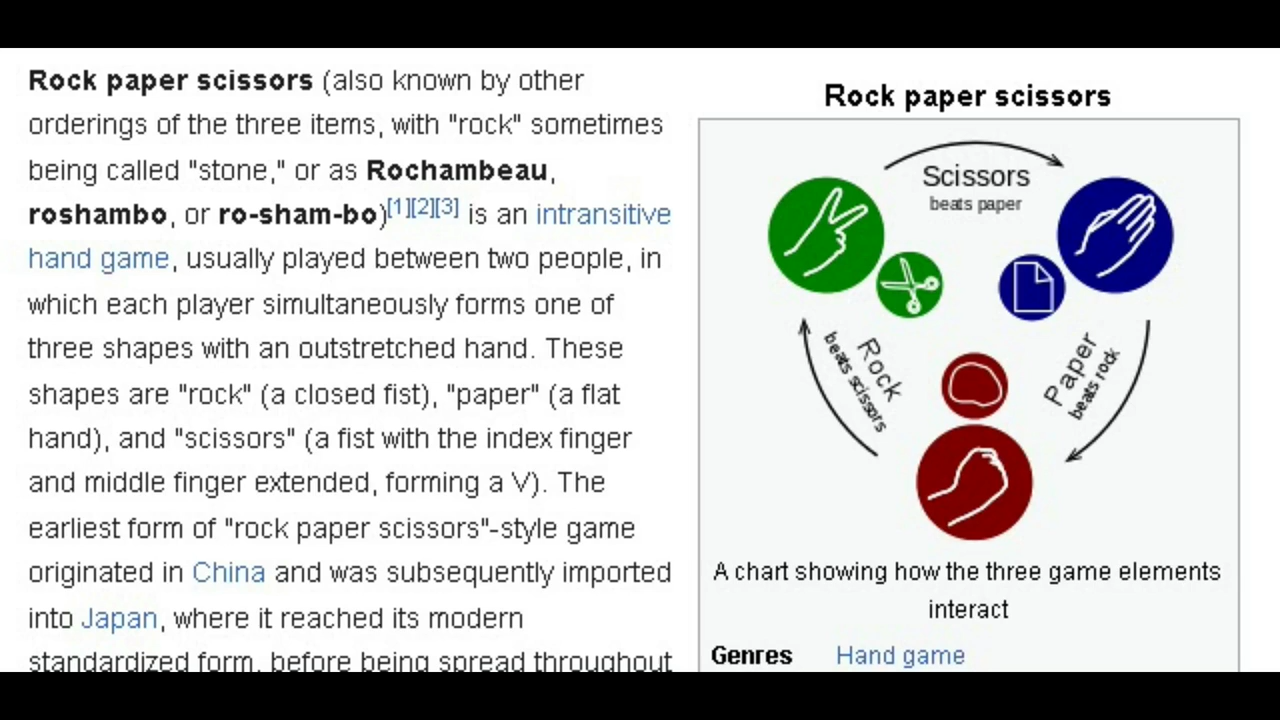 Rock paper scissors (also known by other
orderings of the three items, with "rock" sometimes
being called "stone," or as Rochambeau,
roshambo, or ro-sham-bo)[1][2][3] is an intransitive
hand game, usually played between two people, in
which each player simultaneously forms one of
three shapes with an outstretched hand. These
shapes are "rock" (a closed fist), "paper" (a flat
hand), and "scissors" (a fist with the index finger
and middle finger extended, forming a V). The
earliest form of "rock paper scissors"-style game
originated in China and was subsequently imported
into Japan, where it reached its modern
standardized form, before being spread throughout
Rock paper scissors
Scissors
beats paper
Rock
beats scissors
Paper
beats rock
A chart showing how the three game elements
interact
Genres Hand game